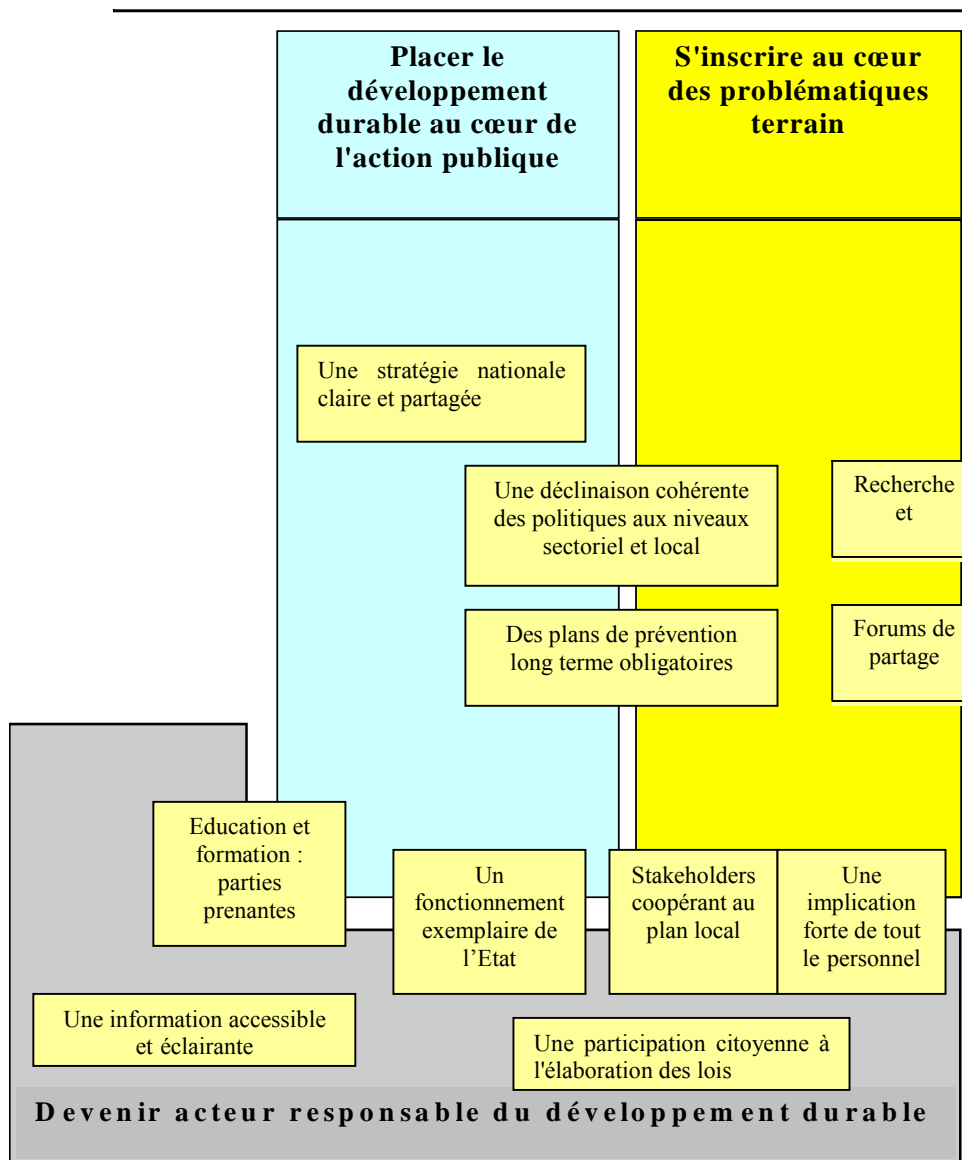 Placer le
développement
durable au cœur de
l'action publique
S'inscrire au cœur
des problématiques
terrain
Une stratégie nationale
claire et partagée
Une déclinaison cohérente
des politiques aux niveaux
sectoriel et local
Recherche
et
Des plans de prévention
long terme obligatoires
Forums de
partage
Education et
formation :
parties
prenantes
Un
fonctionnement
exemplaire de
l’Etat
Stakeholders
coopérant au
plan local
Une
implication
forte de tout
le personnel
Une information accessible
et éclairante
Une participation citoyenne à
l'élaboration des lois
Devenir acteur responsable du développement durable